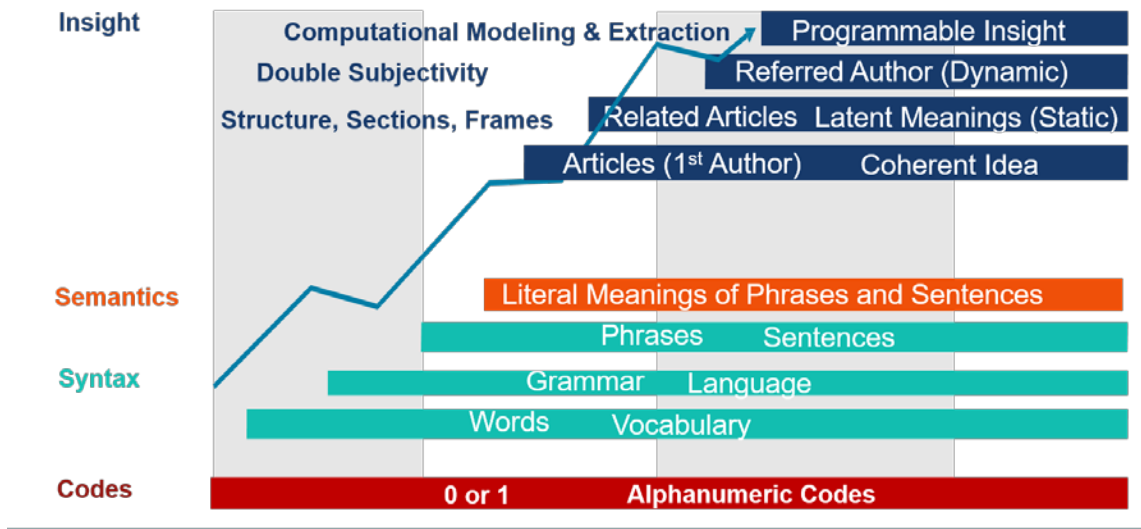 Insight
Computational Modeling & Extraction Programmable Insight
Double Subjectivity Referred Author (Dynamic)
Structure, Sections, Frames Related Articles Latent Meanings (Static)
Articles (1st Author) Coherent Idea
Semantics Literal Meanings of Phrases and Sentences
Phrases Sentences
Syntax Grammar Language
Words Vocabulary
Codes 0 or 1 Alphanumeric Codes